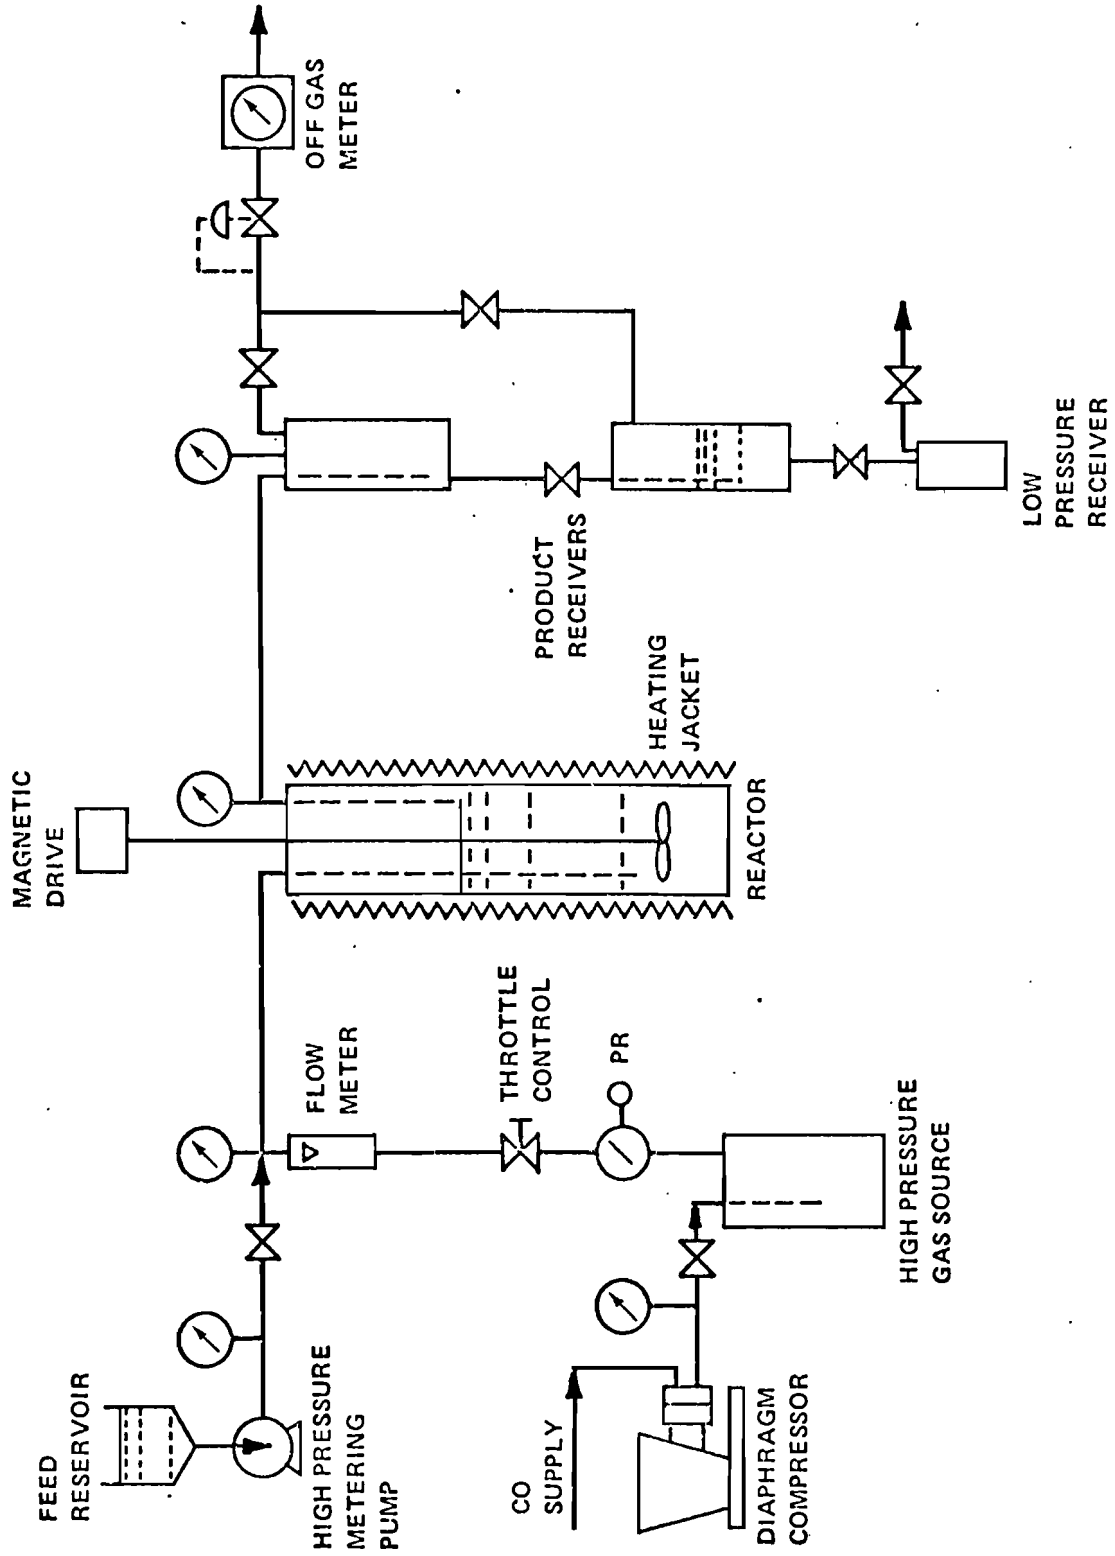 FEED
RESERVOIR
HIGH PRESSURE
METERING
PUMP
CO
SUPPLY
DIAPHRAGM
COMPRESSOR
HIGH PRESSURE
GAS SOURCE
PR
THROTTLE
CONTROL
FLOW
METER
MAGNETIC
DRIVE
REACTOR
HEATING
JACKET
PRODUCT
RECEIVERS
LOW
PRESSURE
RECEIVER
OFF GAS
METER